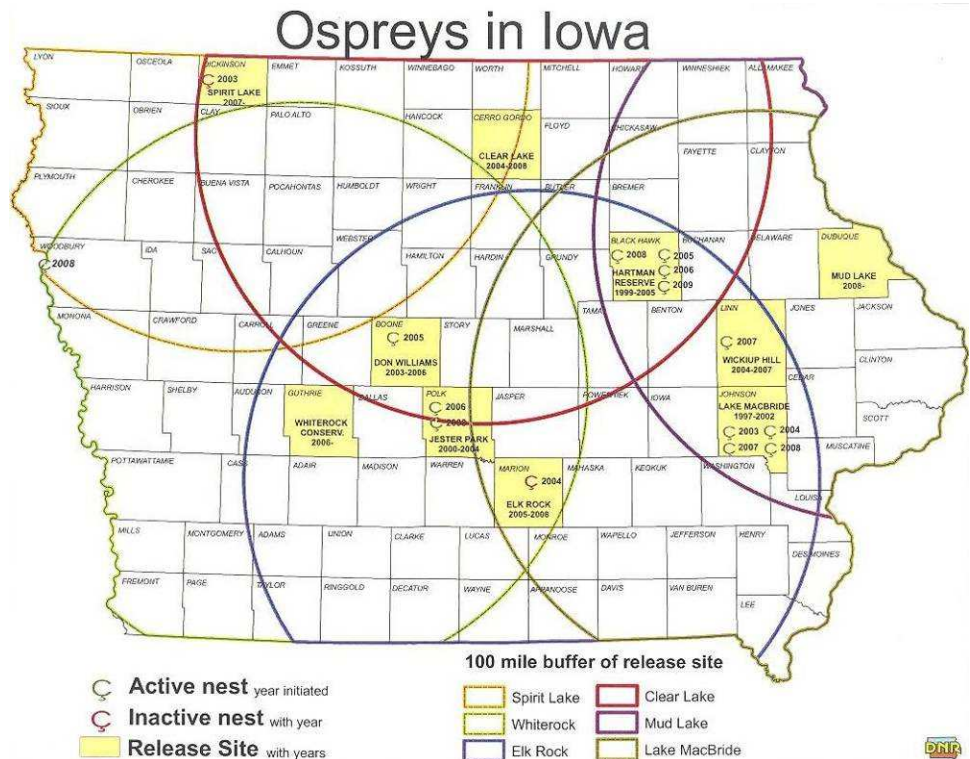 Ospreys in Iowa
LYON
OSCEOLA
DICKINSON
EMMET
KOSSUTH
WINNEBAGO
WORTH
MITCHELL
HOWARD
WINNESHIEK
ALLAMAKEE
2003
SPIRIT LAKE
2007-
SIOUX
OBRIEN
CLAY
PALO ALTO
HANCOCK
CERRO GORDO
FLOYD
CHICKASAW
CLEAR LAKE
FAYETTE
CLAYTON
PLYMOUTH
CHEROKEE
BUENA VISTA
POCAHONTAS
HUMBOLDT
WRIGHT
FRANKLIN
BUTLER
BREMER
WOODBURY
2008
IDA
SAC
CALHOUN
WEBSTER
HAMILTON
HARDIN
GRUNDY
BLACK HAWK
2008
2005
2006
2009
HARTMAN
RESERVE
1999-2005
BUCHANAN
DELAWARE
DUBUQUE
MUD LAKE
2008-
MONONA
CRAWFORD
CARROLL
GREENE
BOONE
2005
DON WILLIAMS
2003-2006
STORY
MARSHALL
TAMA
BENTON
LINN
2007
WICKIUP HILL
2004-2007
JONES
JACKSON
CLINTON
CEDAR
HARRISON
SHELBY
AUDUBON
GUTHRIE
WHITEROCK
CONSERV.
2006-
DALLAS
POLK
2006
JESTER PARK
2000-2004
JASPER
POWESHIEK
IOWA
JOHNSON
LAKE MACBRIDE
1997-2002
2003
2004
2007
2008
SCOTT
MUSCATINE
POTTAWATTAMIE
CASS
ADAIR
MADISON
WARREN
MARION
2004
ELK ROCK
2005-2008
MAHASKA
KEOKUK
WASHINGTON
LOUISA
MILLS
MONTGOMERY
ADAMS
UNION
CLARKE
LUCAS
MONROE
WAPELLO
JEFFERSON
HENRY
DES MOINES
FREMONT
PAGE
TAYLOR
RINGGOLD
DECATUR
WAYNE
APPANOOSE
DAVIS
VAN BUREN
LEE
Active nest year initiated
Inactive nest with year
Release Site with years
100 mile buffer of release site
Spirit Lake
Clear Lake
Whiterock
Mud Lake
Elk Rock
Lake MacBride
DNR